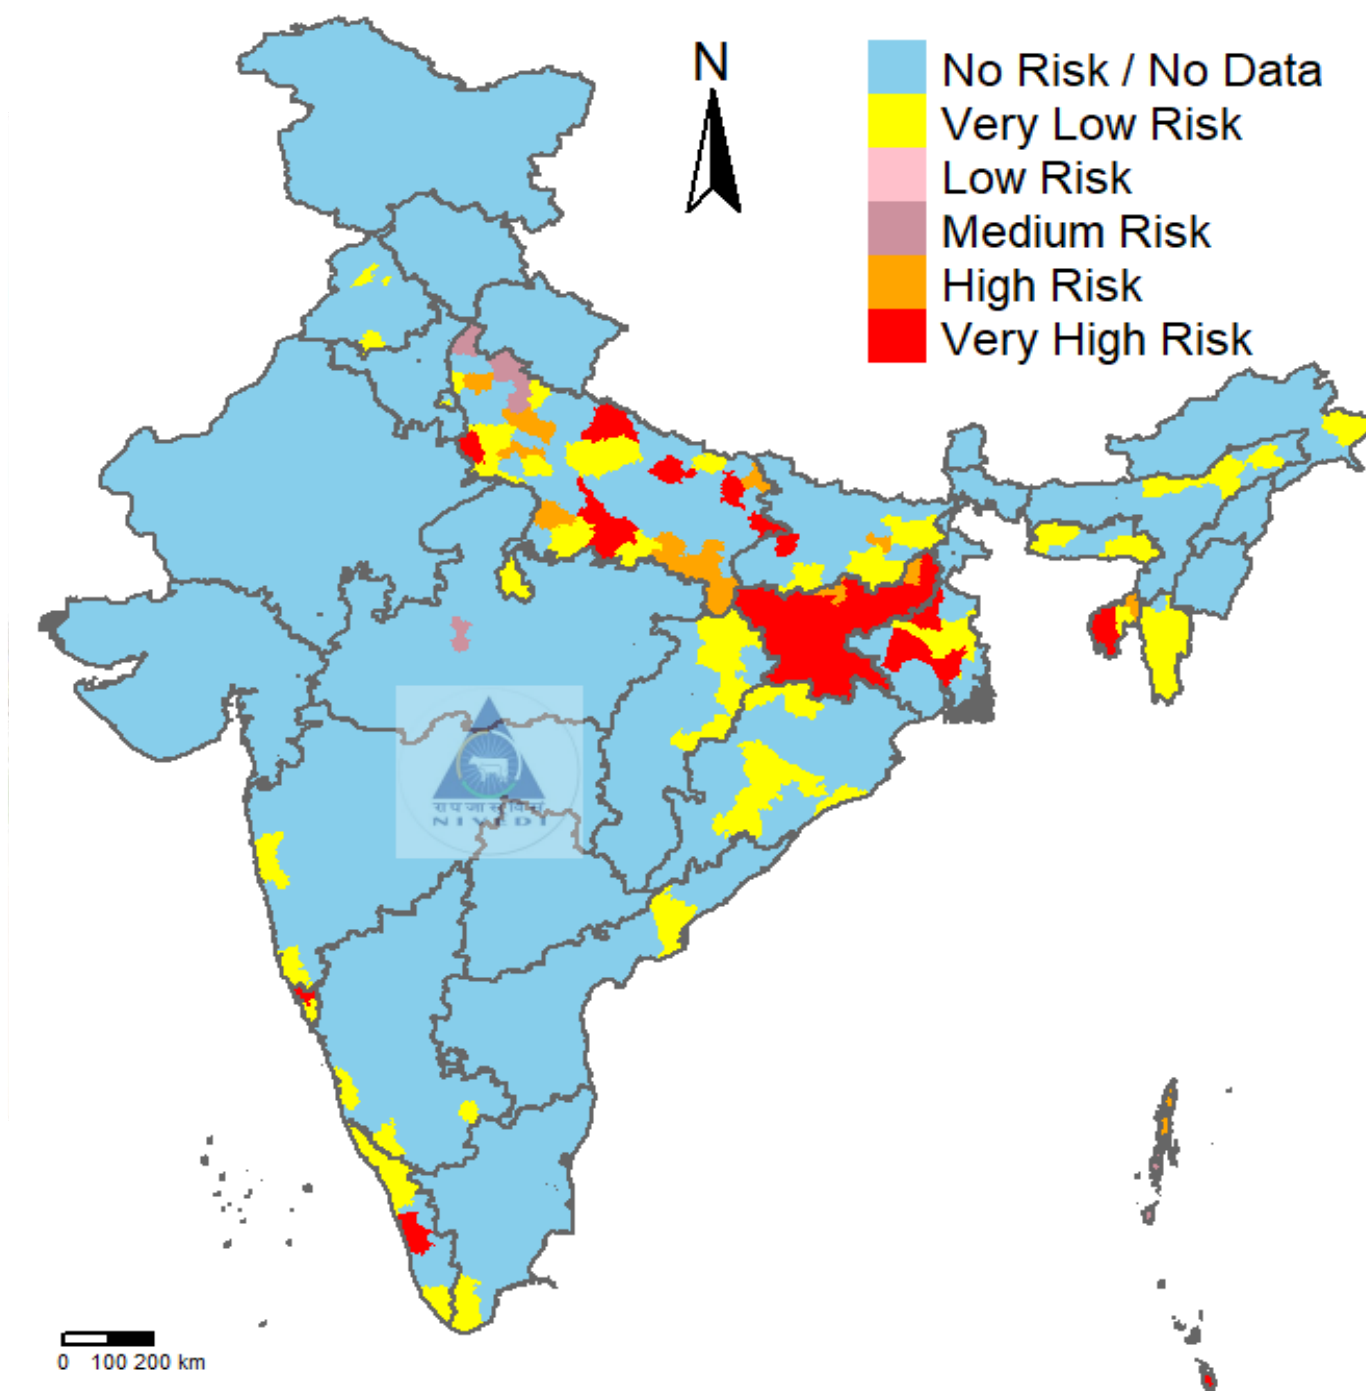 N
No Risk / No Data
Very Low Risk
Low Risk
Medium Risk
High Risk
Very High Risk
NIVEDI
0 100 200 km